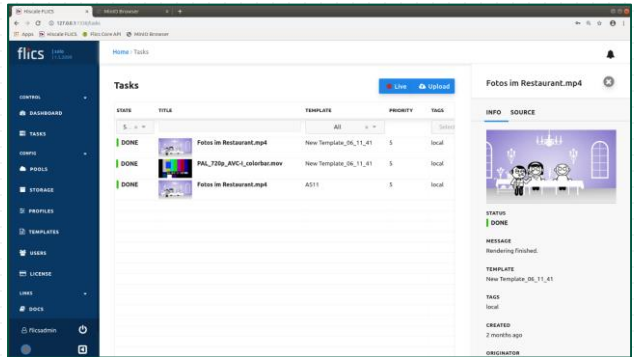 Hiscale FLICS
MinIO Browser
Apps Hiscale FLICS Flics Core API MinIO Browser
flics
Home › Tasks
Tasks
Live Upload
STATE TITLE TEMPLATE PRIORITY TAGS
S.. All Select
DONE Fotos im Restaurant.mp4 New Template_06_11_41 5 local
DONE PAL_720p_AVC-I_colorbar.mov New Template_06_11_41 5 local
DONE Fotos im Restaurant.mp4 A511 5 local
CONTROL
DASHBOARD
TASKS
CONFIG
POOLS
STORAGE
PROFILES
TEMPLATES
USERS
LICENSE
LINKS
DOCS
flicsadmin
Fotos im Restaurant.mp4
INFO SOURCE
STATUS
DONE
MESSAGE
Rendering finished.
TEMPLATE
New Template_06_11_41
TAGS
local
CREATED
2 months ago
ORIGINATOR